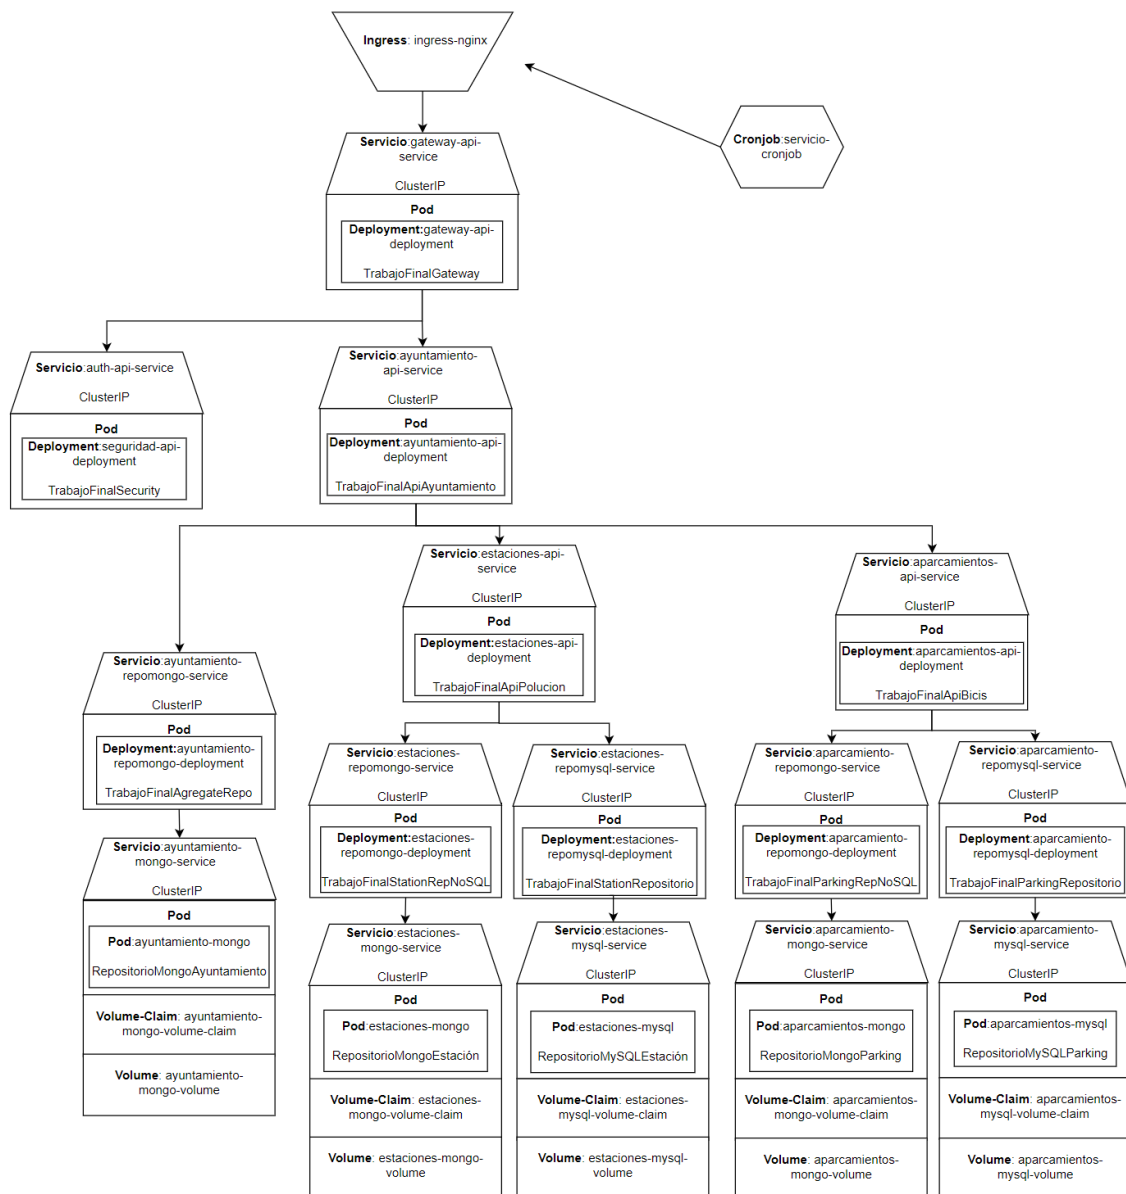 Ingress: ingress-nginx
Cronjob:servicio-
cronjob
Servicio:gateway-api-
service
ClusterIP
Pod
Deployment:gateway-api-
deployment
TrabajoFinalGateway
Servicio:auth-api-service
ClusterIP
Pod
Deployment:seguridad-api-
deployment
TrabajoFinalSecurity
Servicio:ayuntamiento-
api-service
ClusterIP
Pod
Deployment:ayuntamiento-api-
deployment
TrabajoFinalApiAyuntamiento
Servicio:estaciones-api-
service
ClusterIP
Pod
Deployment:estaciones-api-
deployment
TrabajoFinalApiPolucion
Servicio:aparcamientos-
api-service
ClusterIP
Pod
Deployment:aparcamientos-api-
deployment
TrabajoFinalApiBicis
Servicio:ayuntamiento-
repomongo-service
ClusterIP
Pod
Deployment:ayuntamiento-
repomongo-deployment
TrabajoFinalAgregateRepo
Servicio:ayuntamiento-
mongo-service
ClusterIP
Pod
Pod:ayuntamiento-mongo
RepositorioMongoAyuntamiento
Volume-Claim: ayuntamiento-
mongo-volume-claim
Volume: ayuntamiento-
mongo-volume
Servicio:estaciones-
repomongo-service
ClusterIP
Pod
Deployment:estaciones-
repomongo-deployment
TrabajoFinalStationRepNoSQL
Servicio:estaciones-
mongo-service
ClusterIP
Pod
Pod:estaciones-mongo
RepositorioMongoEstación
Volume-Claim: estaciones-
mongo-volume-claim
Volume: estaciones-mongo-
volume
Servicio:estaciones-
repomysql-service
ClusterIP
Pod
Deployment:estaciones-
repomysql-deployment
TrabajoFinalStationRepositorio
Servicio:estaciones-
mysql-service
ClusterIP
Pod
Pod:estaciones-mysql
RepositorioMySQLEstación
Volume-Claim: estaciones-
mysql-volume-claim
Volume: estaciones-mysql-
volume
Servicio:aparcamiento-
repomongo-service
ClusterIP
Pod
Deployment:aparcamiento-
repomongo-deployment
TrabajoFinalParkingRepNoSQL
Servicio:aparcamiento-
mongo-service
ClusterIP
Pod
Pod:aparcamientos-mongo
RepositorioMongoParking
Volume-Claim: aparcamientos-
mongo-volume-claim
Volume: aparcamientos-
mongo-volume
Servicio:aparcamiento-
repomysql-service
ClusterIP
Pod
Deployment:aparcamiento-
repomysql-deployment
TrabajoFinalParkingRepositorio
Servicio:aparcamiento-
mysql-service
ClusterIP
Pod
Pod:aparcamientos-mysql
RepositorioMySQLParking
Volume-Claim: aparcamientos-
mysql-volume-claim
Volume: aparcamientos-
mysql-volume